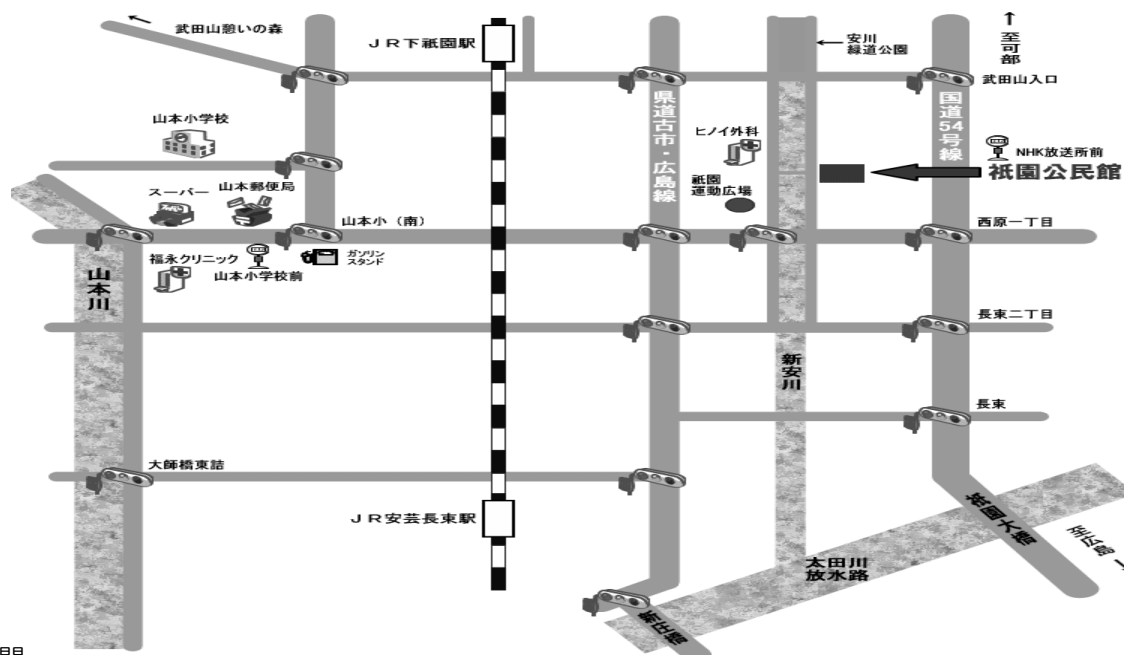 武田山憩いの森
JR下祇園駅
安川
緑道公園
至可部
武田山入口
山本小学校
県道古市・広島線
国道54号線
ヒノイ外科
NHK放送所前
祇園公民館
スーパー
山本郵便局
祇園
運動広場
山本小(南)
西原一丁目
福永クリニック
山本小学校前
ガソリン
スタンド
山本川
長束二丁目
新安川
長束
大師橋東詰
JR安芸長束駅
祇園大橋
至広島
太田川
放水路
新庄橋